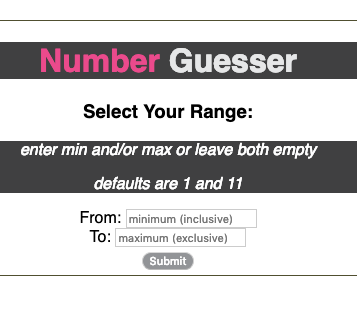 Number Guesser
Select Your Range:
enter min and/or max or leave both empty
defaults are 1 and 11
From: minimum (inclusive)
To: maximum (exclusive)
Submit